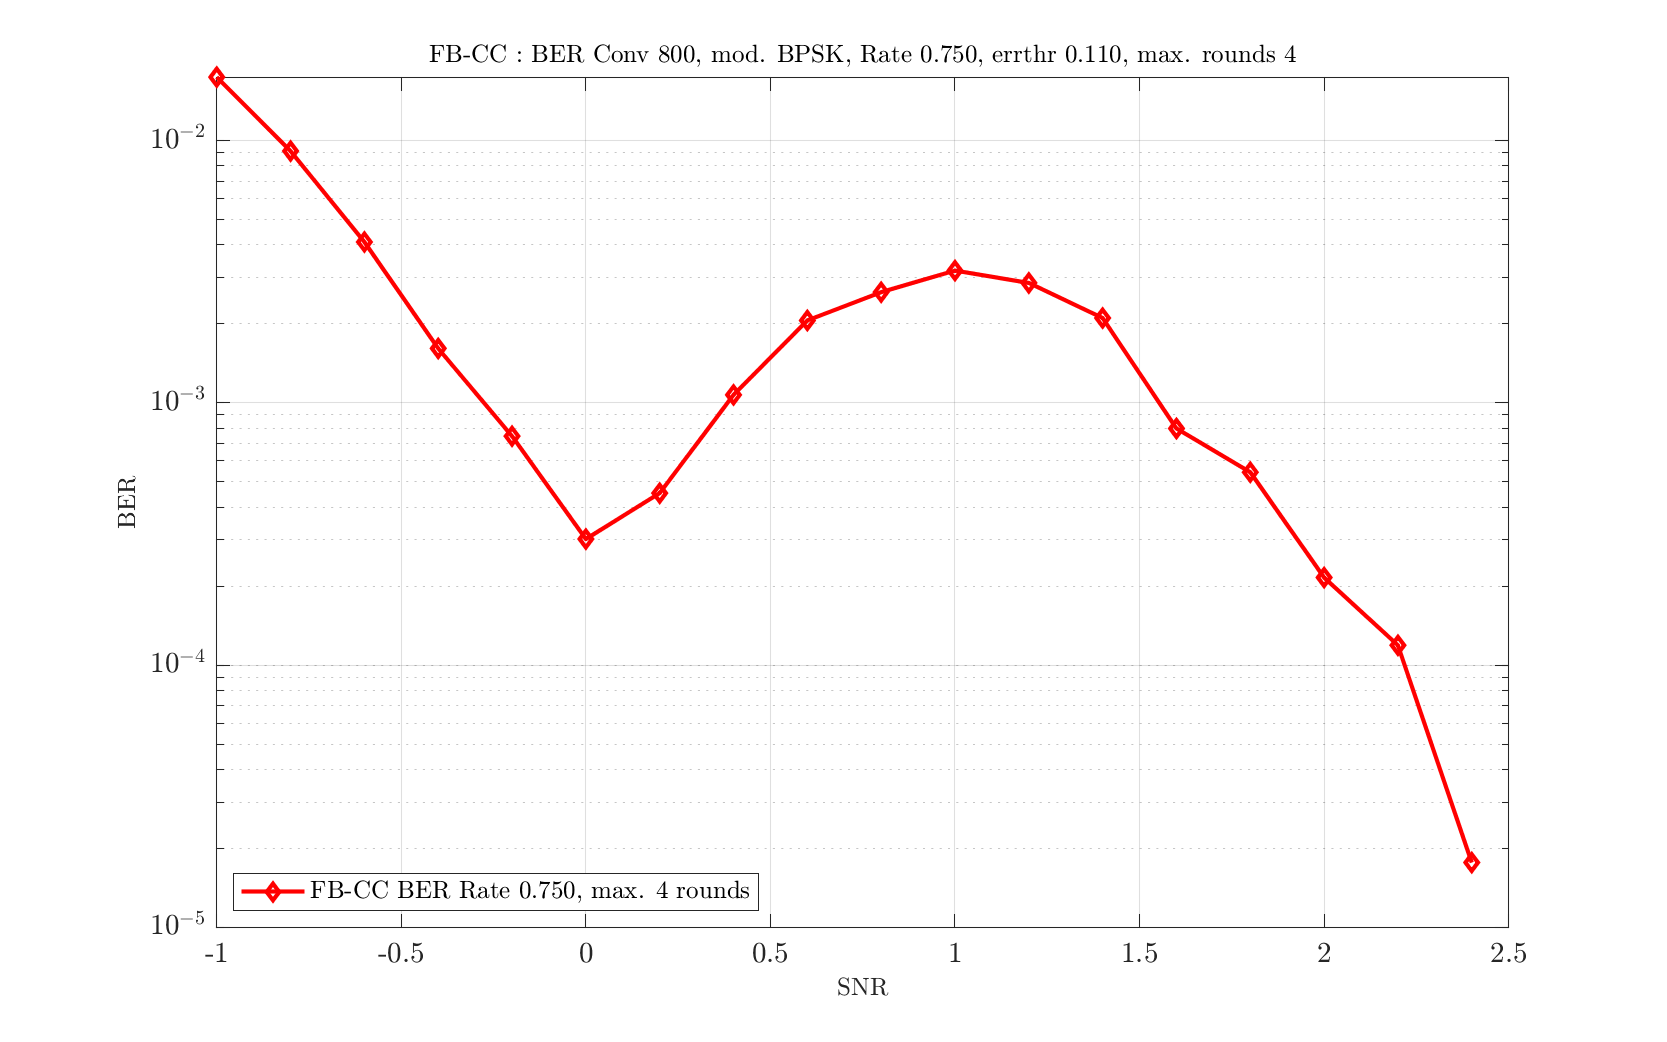 FB-CC : BER Conv 800, mod. BPSK, Rate 0.750, errthr 0.110, max. rounds 4
10^-2
10^-3
10^-4
10^-5
BER
FB-CC BER Rate 0.750, max. 4 rounds
-1 -0.5 0 0.5 1 1.5 2 2.5
SNR